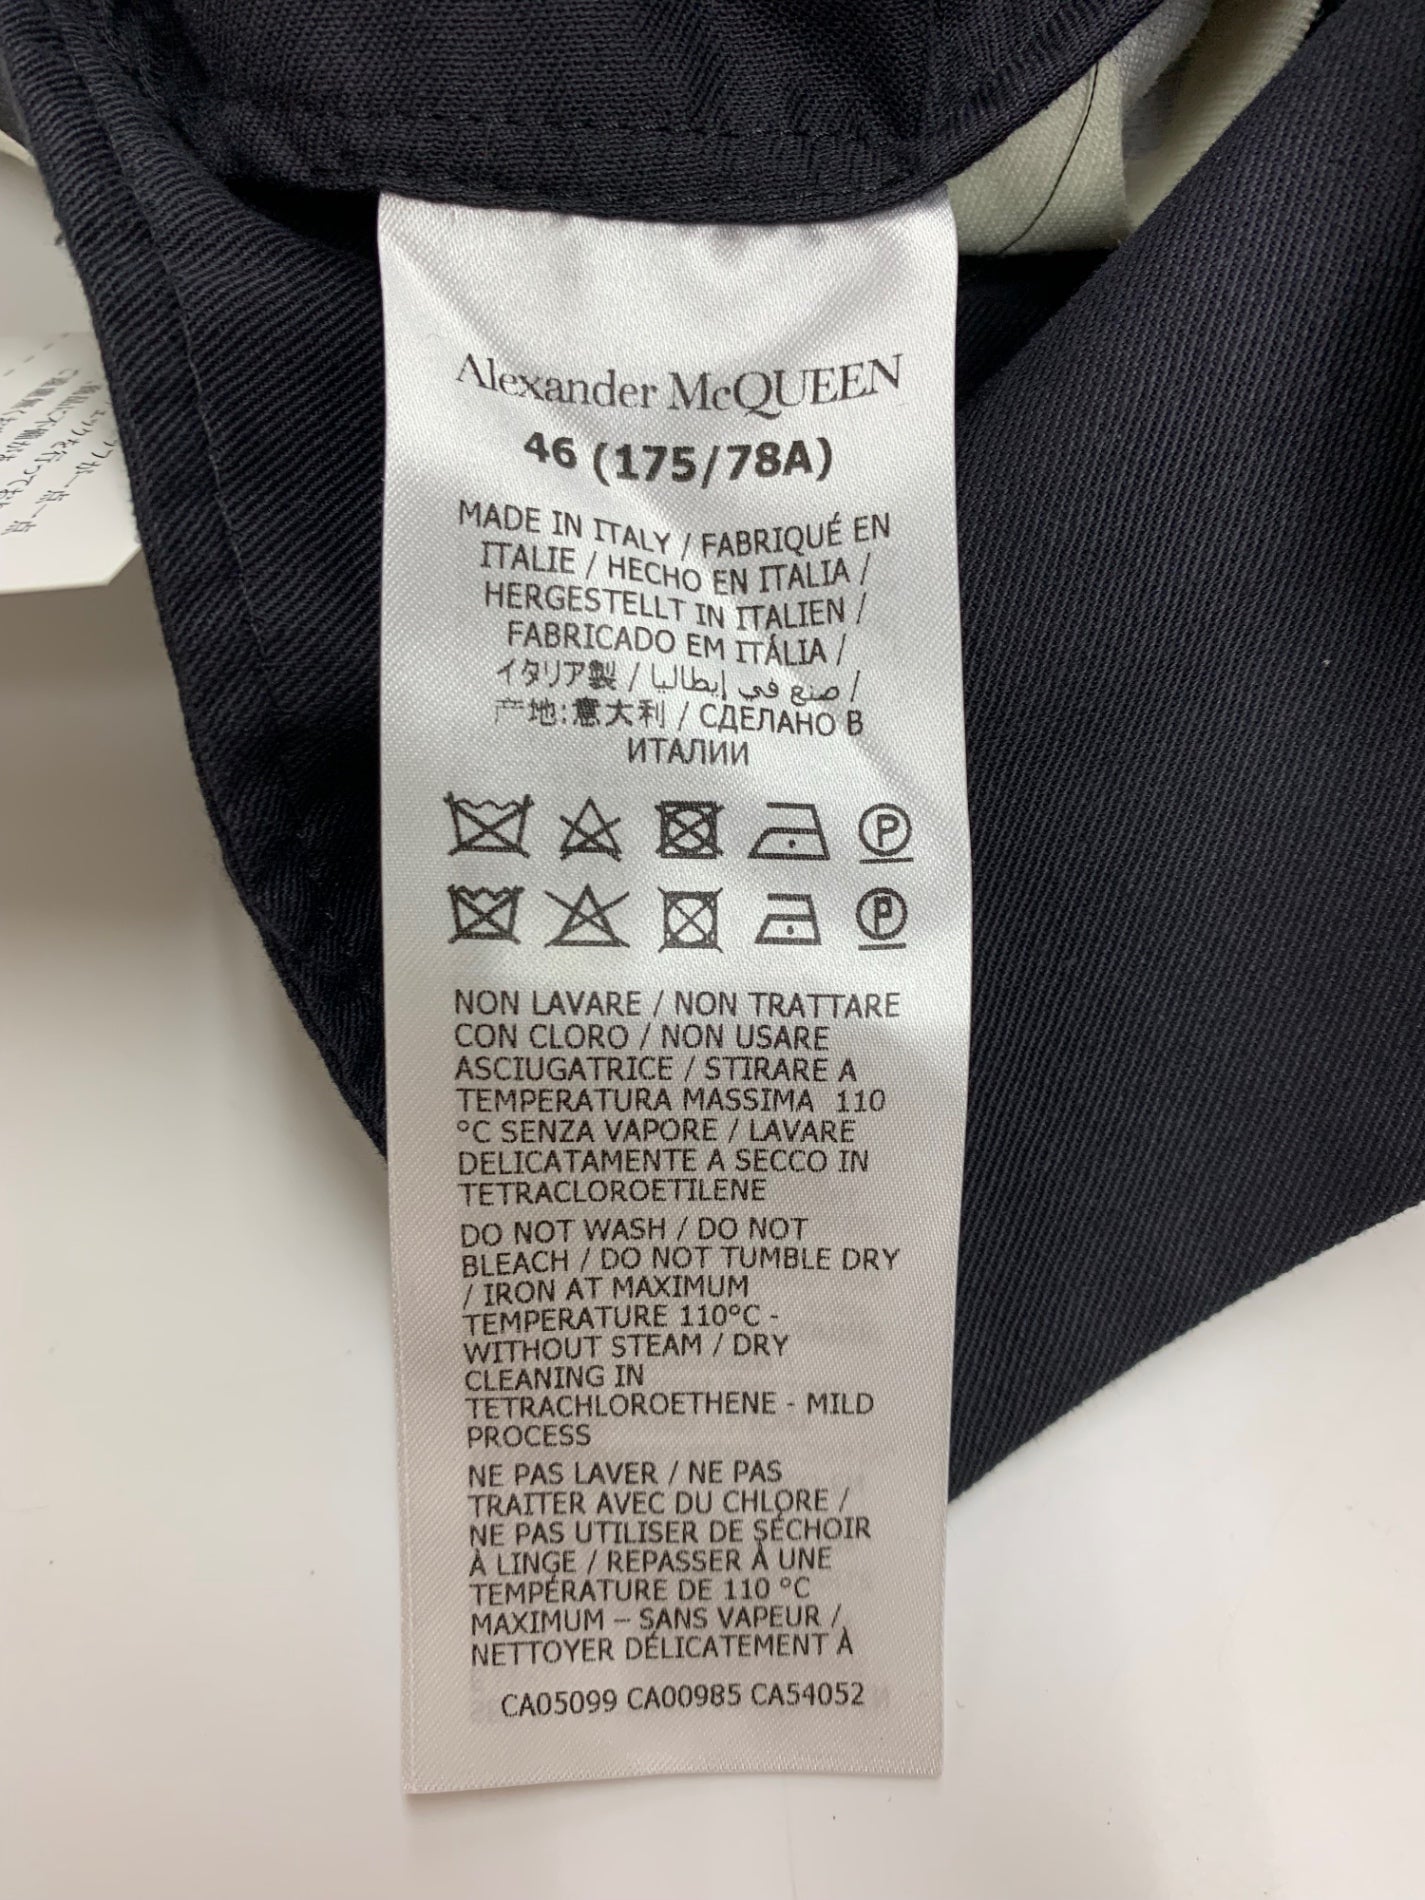 Alexander McQUEEN
46 (175/78A)
MADE IN ITALY / FABRIQUÉ EN
ITALIE / HECHO EN ITALIA /
HERGESTELLT IN ITALIEN /
FABRICADO EM ITÁLIA /
イタリア製 / صنع في إيطاليا /
产地:意大利 / СДЕЛАНО В
ИТАЛИИ
P
P
NON LAVARE / NON TRATTARE
CON CLORO / NON USARE
ASCIUGATRICE / STIRARE A
TEMPERATURA MASSIMA 110
°C SENZA VAPORE / LAVARE
DELICATAMENTE A SECCO IN
TETRACLOROETILENE
DO NOT WASH / DO NOT
BLEACH / DO NOT TUMBLE DRY
/ IRON AT MAXIMUM
TEMPERATURE 110°C -
WITHOUT STEAM / DRY
CLEANING IN
TETRACHLOROETHENE - MILD
PROCESS
NE PAS LAVER / NE PAS
TRAITER AVEC DU CHLORE /
NE PAS UTILISER DE SÉCHOIR
À LINGE / REPASSER À UNE
TEMPÉRATURE DE 110 °C
MAXIMUM – SANS VAPEUR /
NETTOYER DÉLICATEMENT À
CA05099 CA00985 CA54052